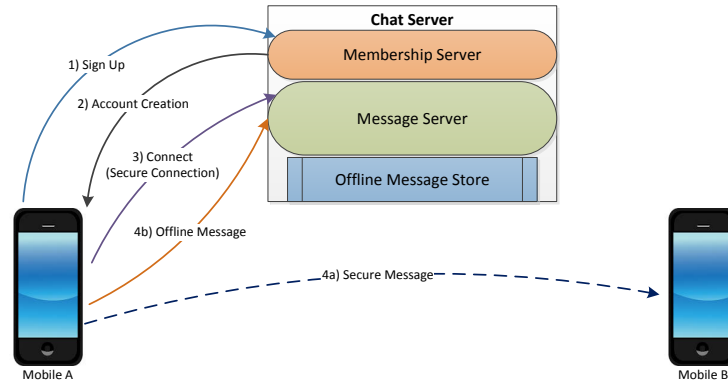 Chat Server
Membership Server
1) Sign Up
2) Account Creation
Message Server
3) Connect
(Secure Connection)
Offline Message Store
4b) Offline Message
4a) Secure Message
Mobile A
Mobile B